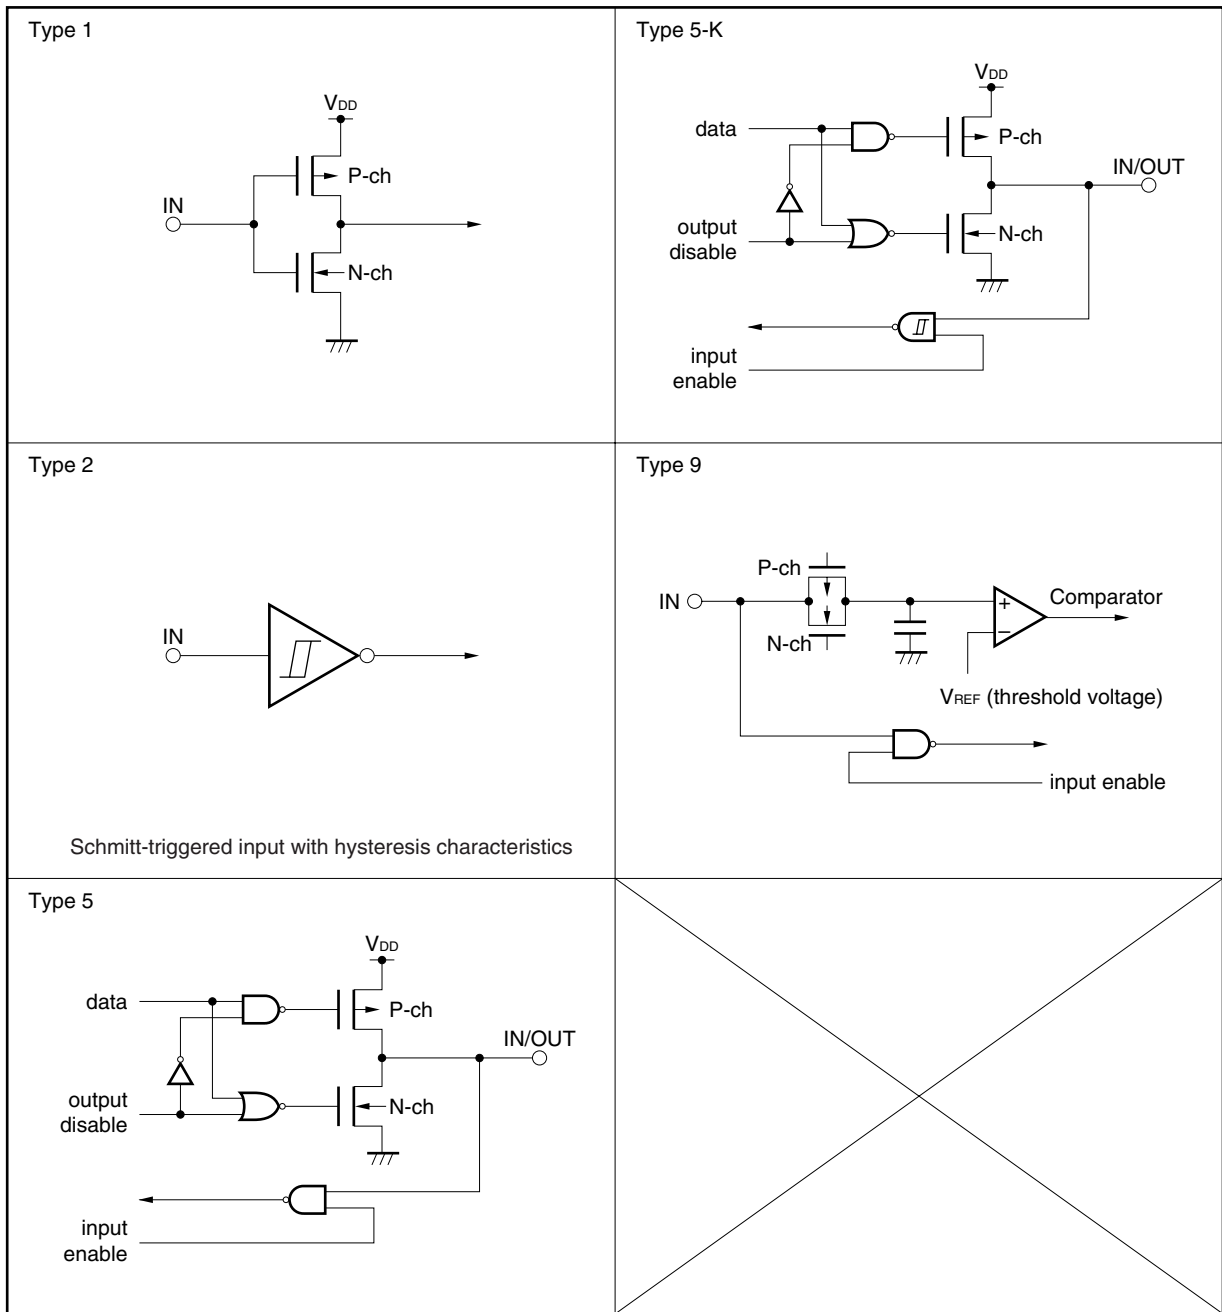 Type 1
VDD
P-ch
IN
N-ch
Type 5-K
VDD
data
P-ch
IN/OUT
output
disable
N-ch
input
enable
Type 2
IN
Schmitt-triggered input with hysteresis characteristics
Type 9
P-ch
IN
N-ch
+
−
Comparator
VREF (threshold voltage)
input enable
Type 5
VDD
data
P-ch
IN/OUT
output
disable
N-ch
input
enable